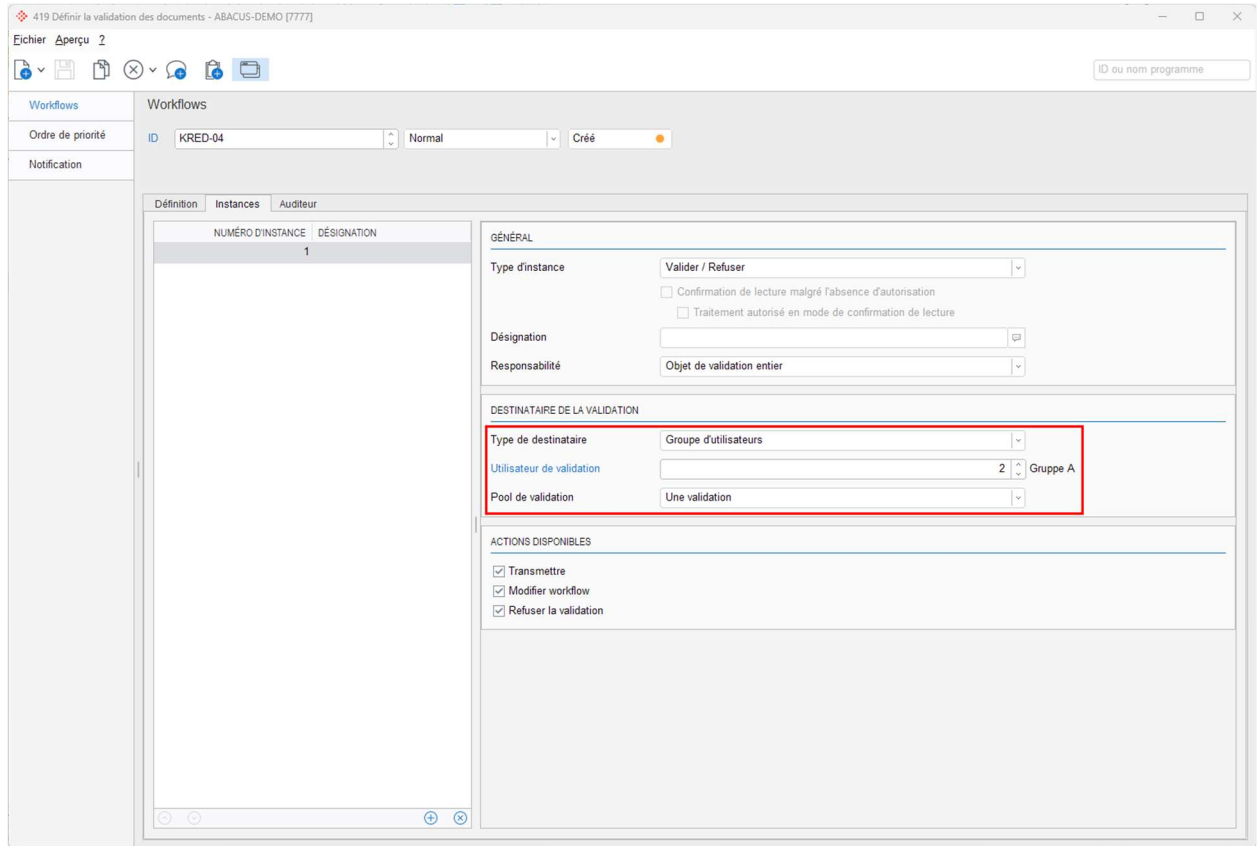 419 Définir la validation des documents - ABACUS-DEMO [7777]
Fichier Aperçu ?
ID ou nom programme
Workflows
Ordre de priorité
Notification
Workflows
ID KRED-04 Normal Créé
Définition Instances Auditeur
NUMÉRO D'INSTANCE DÉSIGNATION
1
GÉNÉRAL
Type d'instance Valider / Refuser
Confirmation de lecture malgré l'absence d'autorisation
Traitement autorisé en mode de confirmation de lecture
Désignation
Responsabilité Objet de validation entier
DESTINATAIRE DE LA VALIDATION
Type de destinataire Groupe d'utilisateurs
Utilisateur de validation 2 Gruppe A
Pool de validation Une validation
ACTIONS DISPONIBLES
Transmettre
Modifier workflow
Refuser la validation